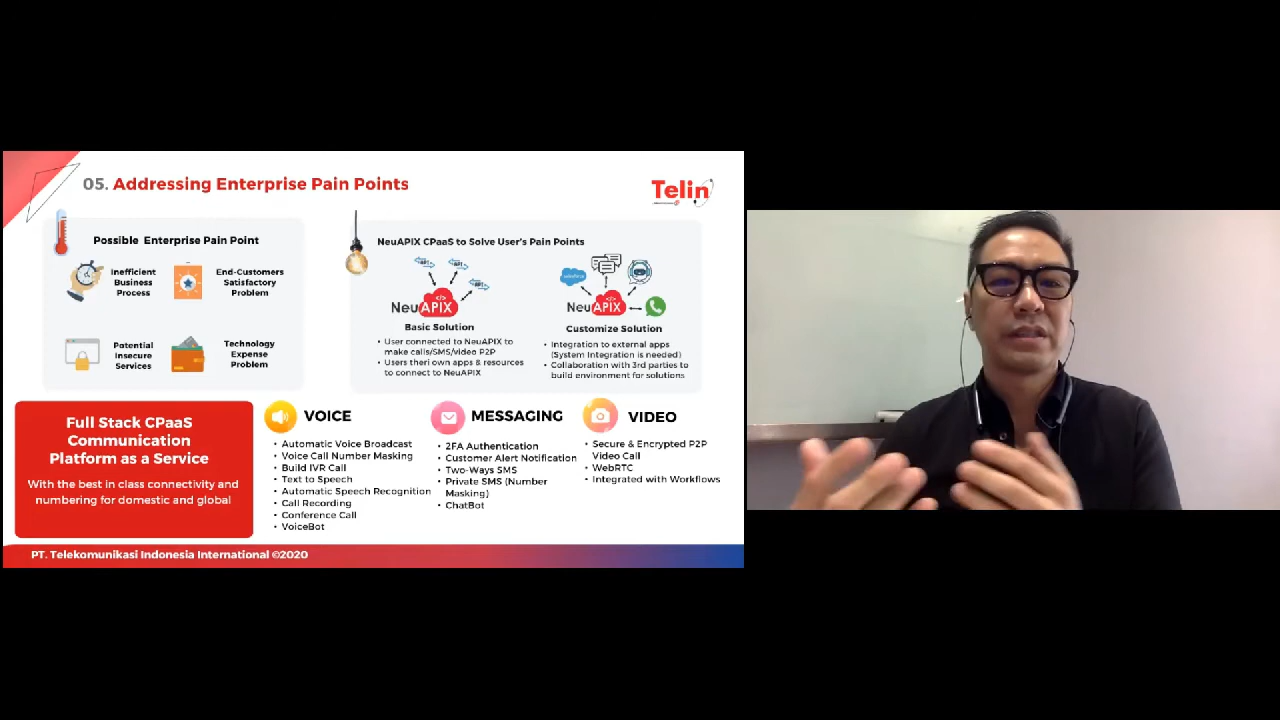 05. Addressing Enterprise Pain Points
Telin
Possible Enterprise Pain Point
Inefficient
Business
Process
End-Customers
Satisfactory
Problem
Potential
Insecure
Services
Technology
Expense
Problem
NeuAPIX CPaaS to Solve User's Pain Points
API
API
API
</>
NeuAPIX
Basic Solution
• User connected to NeuAPIX to
make calls/SMS/video P2P
• Users theri own apps & resources
to connect to NeuAPIX
salesforce
</>
NeuAPIX
Customize Solution
• Integration to external apps
(System Integration is needed)
• Collaboration with 3rd parties to
build environment for solutions
Full Stack CPaaS
Communication
Platform as a Service
With the best in class connectivity and
numbering for domestic and global
VOICE
• Automatic Voice Broadcast
• Voice Call Number Masking
• Build IVR Call
• Text to Speech
• Automatic Speech Recognition
• Call Recording
• Conference Call
• VoiceBot
MESSAGING
• 2FA Authentication
• Customer Alert Notification
• Two-Ways SMS
• Private SMS (Number
Masking)
• ChatBot
VIDEO
• Secure & Encrypted P2P
Video Call
• WebRTC
• Integrated with Workflows
PT. Telekomunikasi Indonesia International ©2020